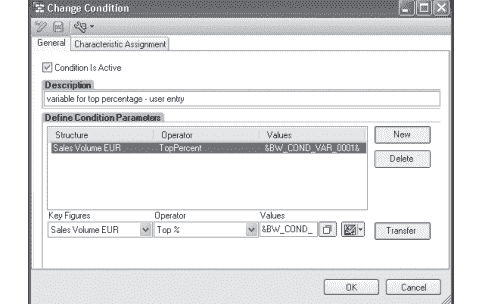 Change Condition
General Characteristic Assignment
Condition Is Active
Description
variable for top percentage - user entry
Define Condition Parameters
Structure Operator Values
Sales Volume EUR TopPercent &BW_COND_VAR_0001&
New
Delete
Key Figures Operator Values
Sales Volume EUR Top % &BW_COND_ Transfer
OK Cancel